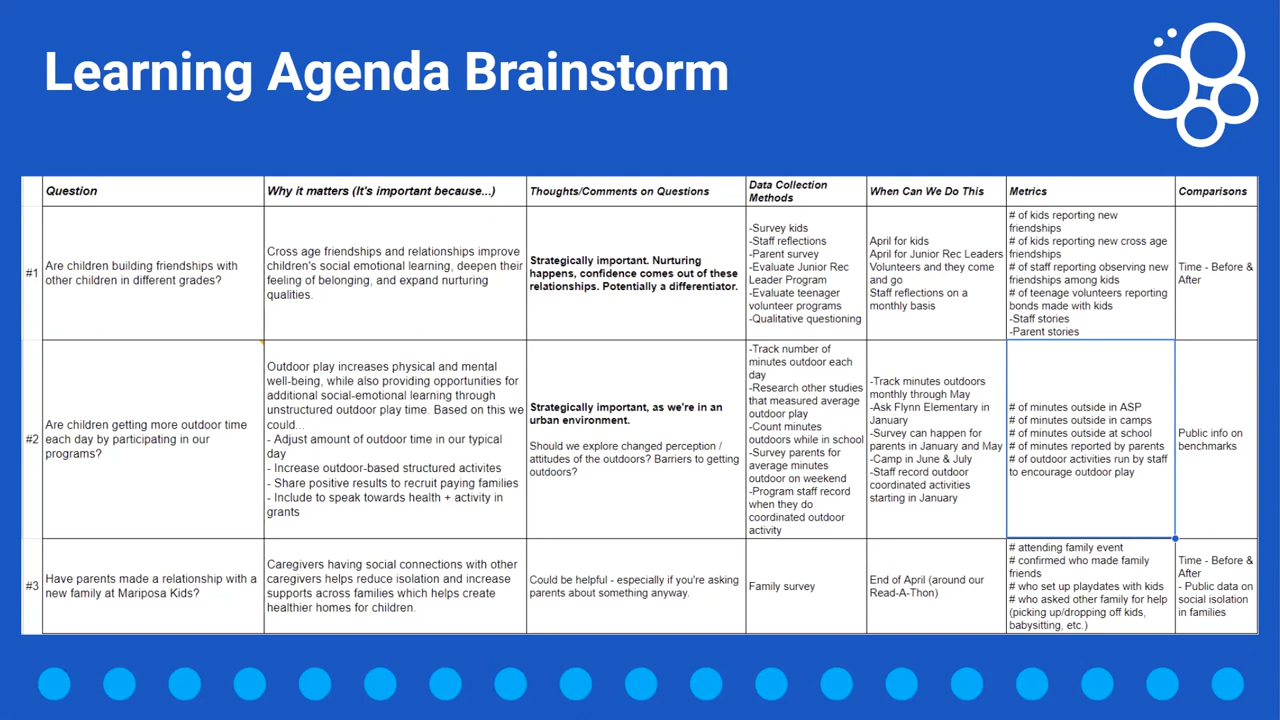 Learning Agenda Brainstorm
Question
Why it matters (It's important because...)
Thoughts/Comments on Questions
Data Collection
Methods
When Can We Do This
Metrics
Comparisons
#1
Are children building friendships with
other children in different grades?
Cross age friendships and relationships improve
children's social emotional learning, deepen their
feeling of belonging, and expand nurturing
qualities.
Strategically important. Nurturing
happens, confidence comes out of these
relationships. Potentially a differentiator.
-Survey kids
-Staff reflections
-Parent survey
-Evaluate Junior Rec
Leader Program
-Evaluate teenager
volunteer programs
-Qualitative questioning
April for kids
April for Junior Rec Leaders
Volunteers and they come
and go
Staff reflections on a
monthly basis
# of kids reporting new
friendships
# of kids reporting new cross age
friendships
# of staff reporting observing new
friendships among kids
# of teenage volunteers reporting
bonds made with kids
-Staff stories
-Parent stories
Time - Before &
After
#2
Are children getting more outdoor time
each day by participating in our
programs?
Outdoor play increases physical and mental
well-being, while also providing opportunities for
additional social-emotional learning through
unstructured outdoor play time. Based on this we
could...
- Adjust amount of outdoor time in our typical
day
- Increase outdoor-based structured activites
- Share positive results to recruit paying families
- Include to speak towards health + activity in
grants
Strategically important, as we're in an
urban environment.
Should we explore changed perception /
attitudes of the outdoors? Barriers to getting
outdoors?
-Track number of
minutes outdoor each
day
-Research other studies
that measured average
outdoor play
-Count minutes
outdoors while in school
-Survey parents for
average minutes
outdoor on weekend
-Program staff record
when they do
coordinated outdoor
activity
-Track minutes outdoors
monthly through May
-Ask Flynn Elementary in
January
-Survey can happen for
parents in January and May
-Camp in June & July
-Staff record outdoor
coordinated activities
starting in January
# of minutes outside in ASP
# of minutes outside in camps
# of minutes outside at school
# of minutes reported by parents
# of outdoor activities run by staff
to encourage outdoor play
Public info on
benchmarks
#3
Have parents made a relationship with a
new family at Mariposa Kids?
Caregivers having social connections with other
caregivers helps reduce isolation and increase
supports across families which helps create
healthier homes for children.
Could be helpful - especially if you're asking
parents about something anyway.
Family survey
End of April (around our
Read-A-Thon)
# attending family event
# confirmed who made family
friends
# who set up playdates with kids
# who asked other family for help
(picking up/dropping off kids,
babysitting, etc.)
Time - Before &
After
- Public data on
social isolation
in families